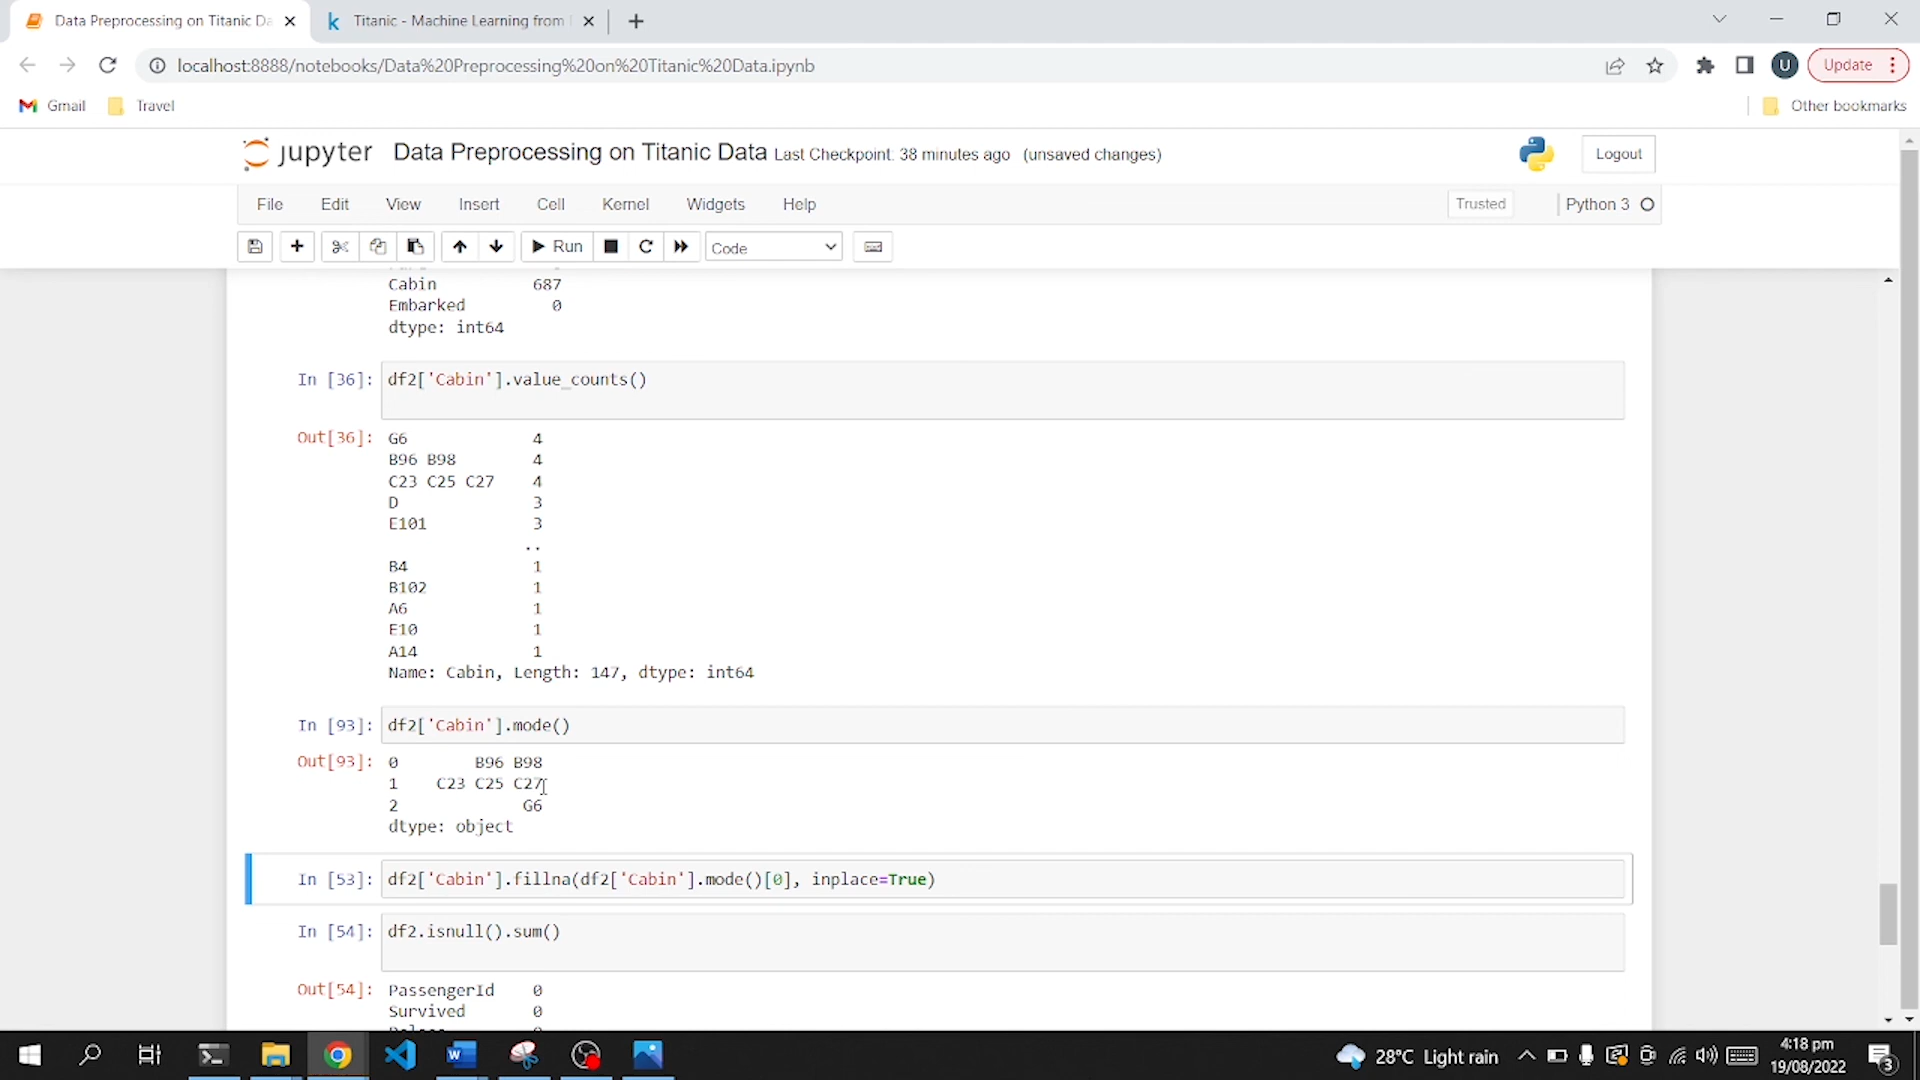 Data Preprocessing on Titanic Da
Titanic - Machine Learning from
localhost:8888/notebooks/Data%20Preprocessing%20on%20Titanic%20Data.ipynb
U
Update
Gmail
Travel
Other bookmarks
jupyter Data Preprocessing on Titanic Data Last Checkpoint: 38 minutes ago (unsaved changes)
Logout
File Edit View Insert Cell Kernel Widgets Help
Trusted
Python 3
Run
Code
Cabin 687
Embarked 0
dtype: int64
In [36]: df2['Cabin'].value_counts()
Out[36]: G6 4
B96 B98 4
C23 C25 C27 4
D 3
E101 3
..
B4 1
B102 1
A6 1
E10 1
A14 1
Name: Cabin, Length: 147, dtype: int64
In [93]: df2['Cabin'].mode()
Out[93]: 0 B96 B98
1 C23 C25 C27
2 G6
dtype: object
In [53]: df2['Cabin'].fillna(df2['Cabin'].mode()[0], inplace=True)
In [54]: df2.isnull().sum()
Out[54]: PassengerId 0
Survived 0
28°C Light rain
4:18 pm
19/08/2022
3